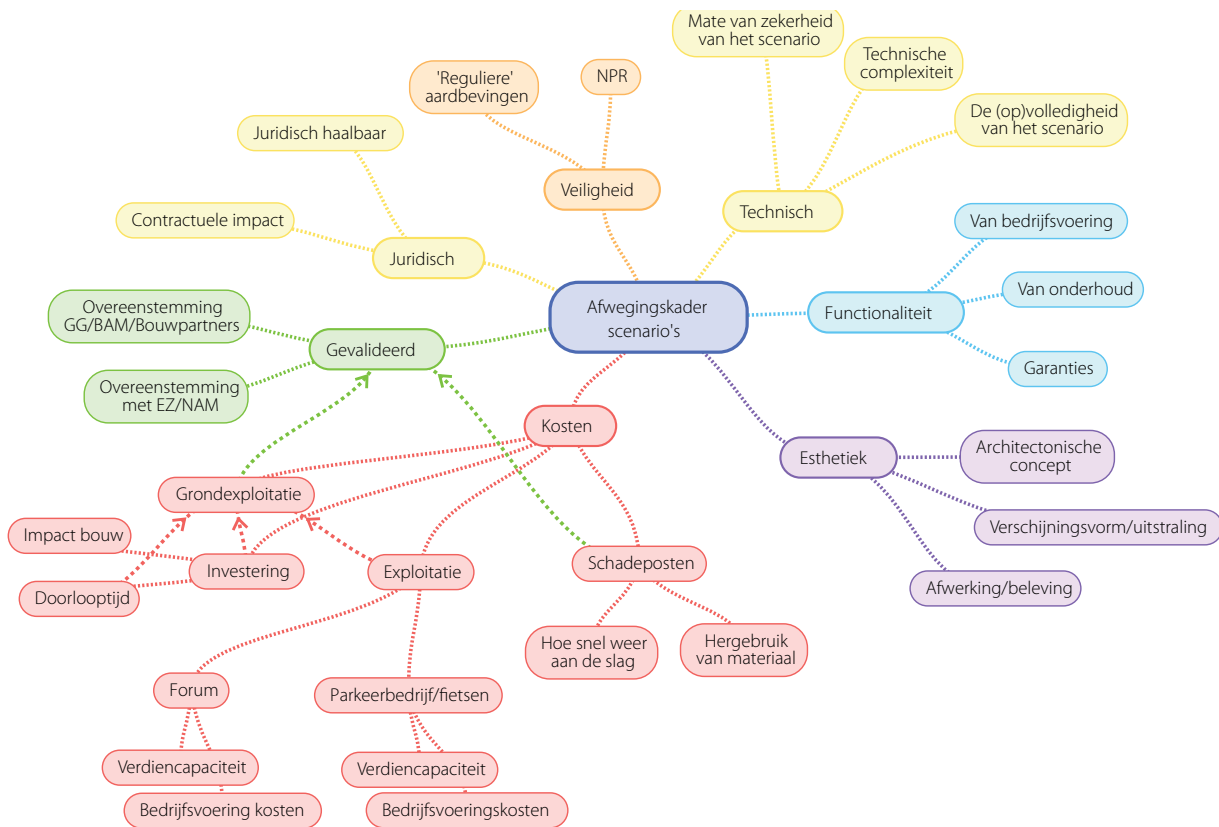 Mate van zekerheid
van het scenario
Technische
complexiteit
'Reguliere'
aardbevingen
NPR
De (op)volledigheid
van het scenario
Juridisch haalbaar
Veiligheid
Technisch
Contractuele impact
Van bedrijfsvoering
Juridisch
Van onderhoud
Overeenstemming
GG/BAM/Bouwpartners
Afwegingskader
scenario's
Functionaliteit
Gevalideerd
Garanties
Overeenstemming
met EZ/NAM
Kosten
Esthetiek
Architectonische
concept
Grondexploitatie
Verschijningsvorm/uitstraling
Impact bouw
Investering
Exploitatie
Schadeposten
Afwerking/beleving
Doorlooptijd
Hoe snel weer
aan de slag
Hergebruik
van materiaal
Forum
Parkeerbedrijf/fietsen
Verdiencapaciteit
Verdiencapaciteit
Bedrijfsvoering kosten
Bedrijfsvoeringskosten